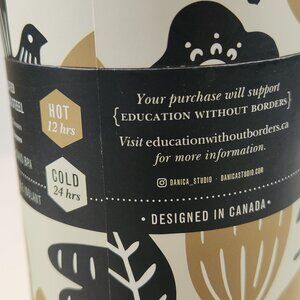 HOT
12 hrs
COLD
24 hrs
Your purchase will support
{EDUCATION WITHOUT BORDERS}
Visit educationwithoutborders.ca
for more information.
DANICA_STUDIO · DANICASTUDIO.COM
• DESIGNED IN CANADA •